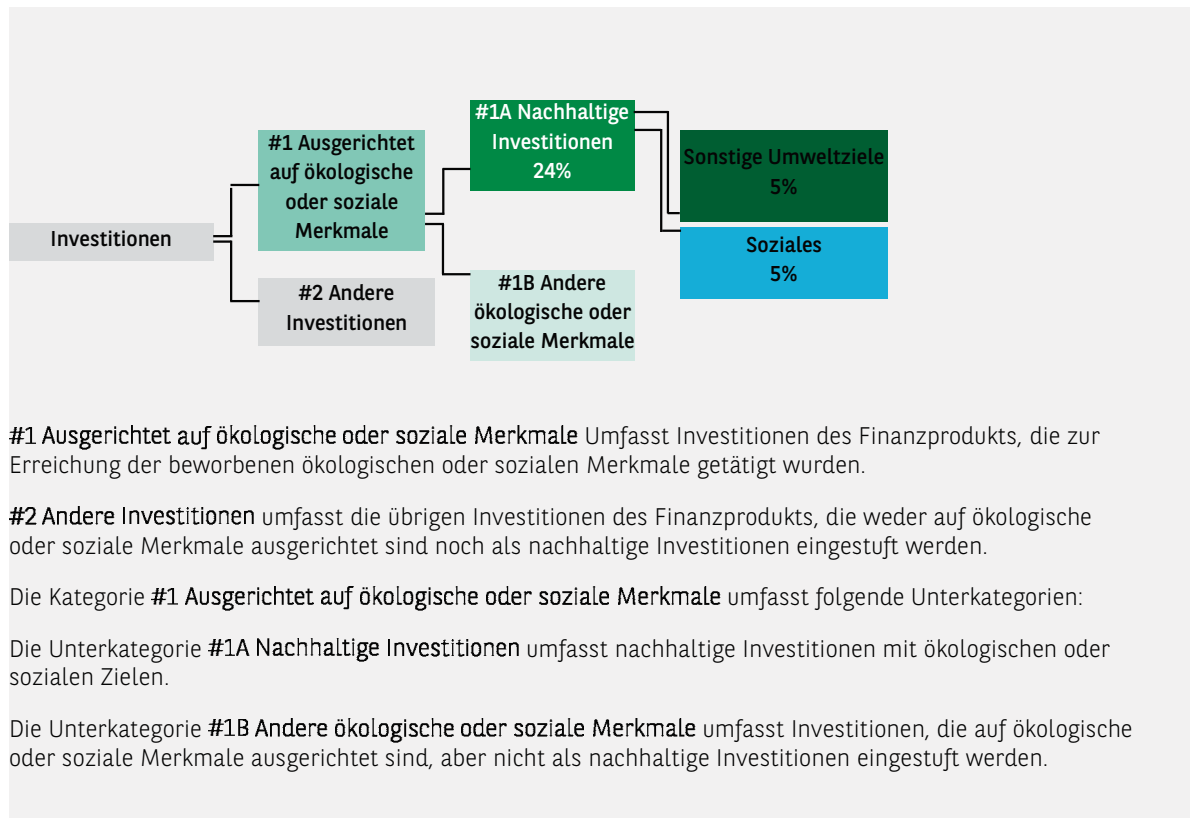 #1A Nachhaltige
Investitionen
24%
#1 Ausgerichtet
auf ökologische
oder soziale
Merkmale
Sonstige Umweltziele
5%
Investitionen
Soziales
5%
#2 Andere
Investitionen
#1B Andere
ökologische oder
soziale Merkmale
#1 Ausgerichtet auf ökologische oder soziale Merkmale Umfasst Investitionen des Finanzprodukts, die zur
Erreichung der beworbenen ökologischen oder sozialen Merkmale getätigt wurden.
#2 Andere Investitionen umfasst die übrigen Investitionen des Finanzprodukts, die weder auf ökologische
oder soziale Merkmale ausgerichtet sind noch als nachhaltige Investitionen eingestuft werden.
Die Kategorie #1 Ausgerichtet auf ökologische oder soziale Merkmale umfasst folgende Unterkategorien:
Die Unterkategorie #1A Nachhaltige Investitionen umfasst nachhaltige Investitionen mit ökologischen oder
sozialen Zielen.
Die Unterkategorie #1B Andere ökologische oder soziale Merkmale umfasst Investitionen, die auf ökologische
oder soziale Merkmale ausgerichtet sind, aber nicht als nachhaltige Investitionen eingestuft werden.